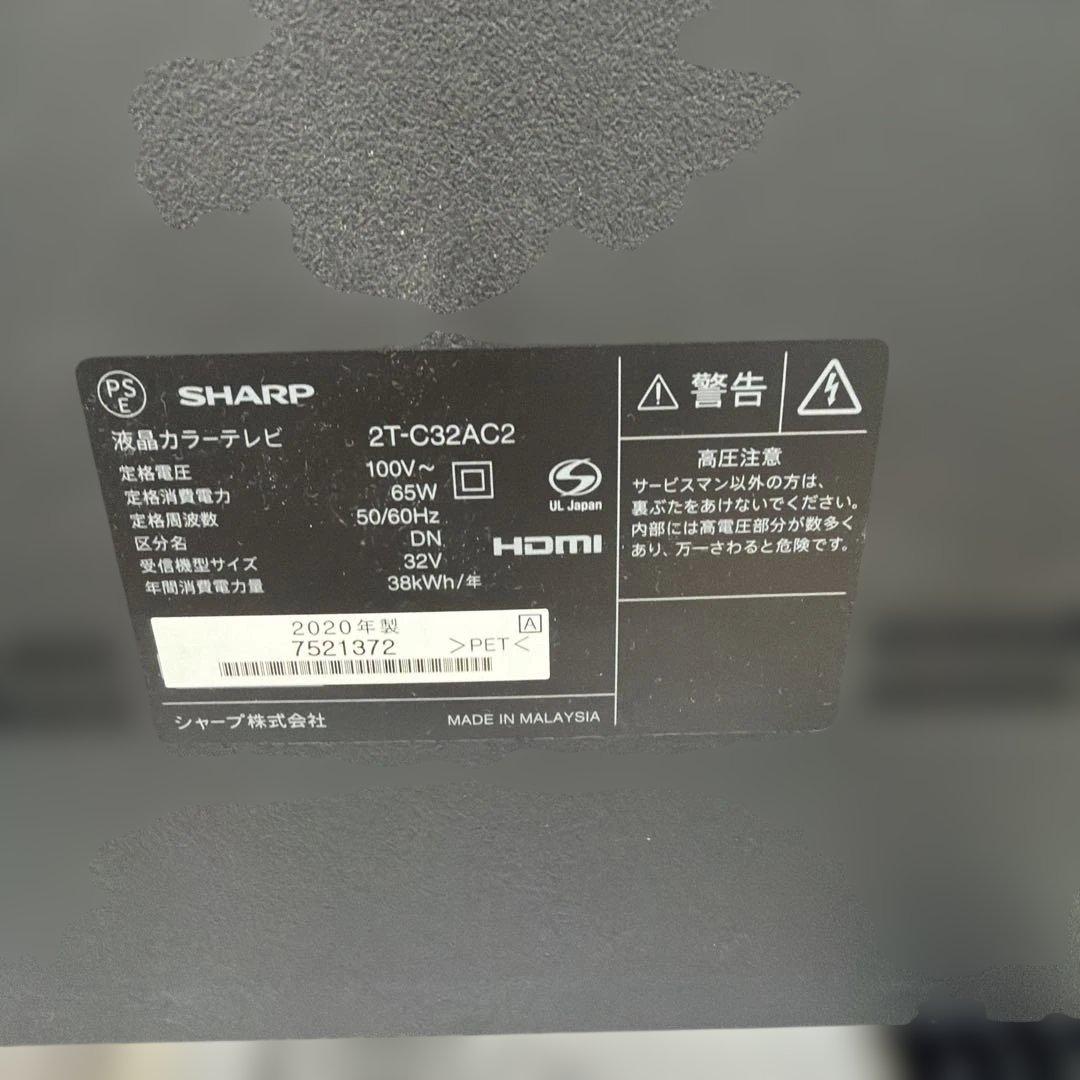 PS
E
SHARP
液晶カラーテレビ 2T-C32AC2
定格電圧 100V~
定格消費電力 65W
定格周波数 50/60Hz
区分名 DN
受信機型サイズ 32V
年間消費電力量 38kWh/年
UL Japan
HDMI
2020年製 A
7521372 >PET<
シャープ株式会社 MADE IN MALAYSIA
警告
高圧注意
サービスマン以外の方は、
裏ぶたをあけないでください。
内部には高電圧部分が数多く
あり、万一さわると危険です。